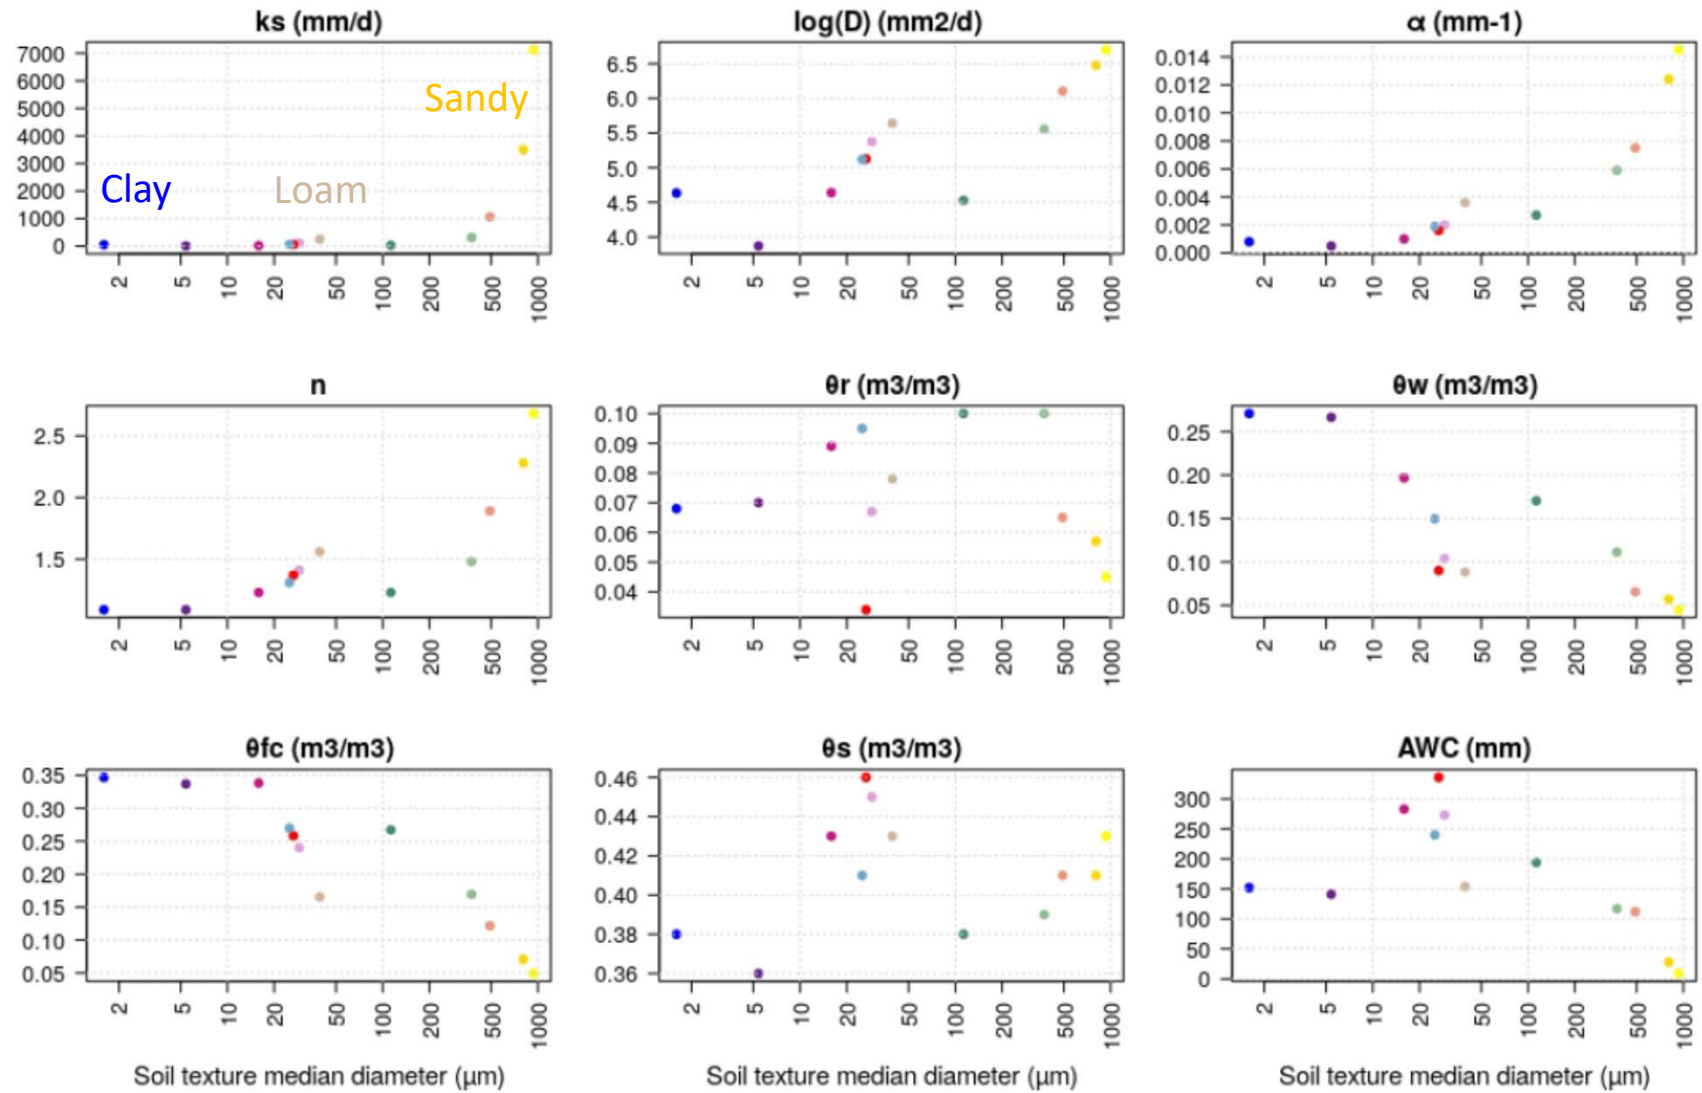 ks (mm/d)
log(D) (mm2/d)
α (mm-1)
7000
6000
5000
4000
3000
2000
1000
0
Sandy
Clay
Loam
2 5 10 20 50 100 200 500 1000
6.5
6.0
5.5
5.0
4.5
4.0
2 5 10 20 50 100 200 500 1000
0.014
0.012
0.010
0.008
0.006
0.004
0.002
0.000
2 5 10 20 50 100 200 500 1000
n
θr (m3/m3)
θw (m3/m3)
2.5
2.0
1.5
2 5 10 20 50 100 200 500 1000
0.10
0.09
0.08
0.07
0.06
0.05
0.04
2 5 10 20 50 100 200 500 1000
0.25
0.20
0.15
0.10
0.05
2 5 10 20 50 100 200 500 1000
θfc (m3/m3)
θs (m3/m3)
AWC (mm)
0.35
0.30
0.25
0.20
0.15
0.10
0.05
2 5 10 20 50 100 200 500 1000
0.46
0.44
0.42
0.40
0.38
0.36
2 5 10 20 50 100 200 500 1000
300
250
200
150
100
50
0
2 5 10 20 50 100 200 500 1000
Soil texture median diameter (μm)
Soil texture median diameter (μm)
Soil texture median diameter (μm)